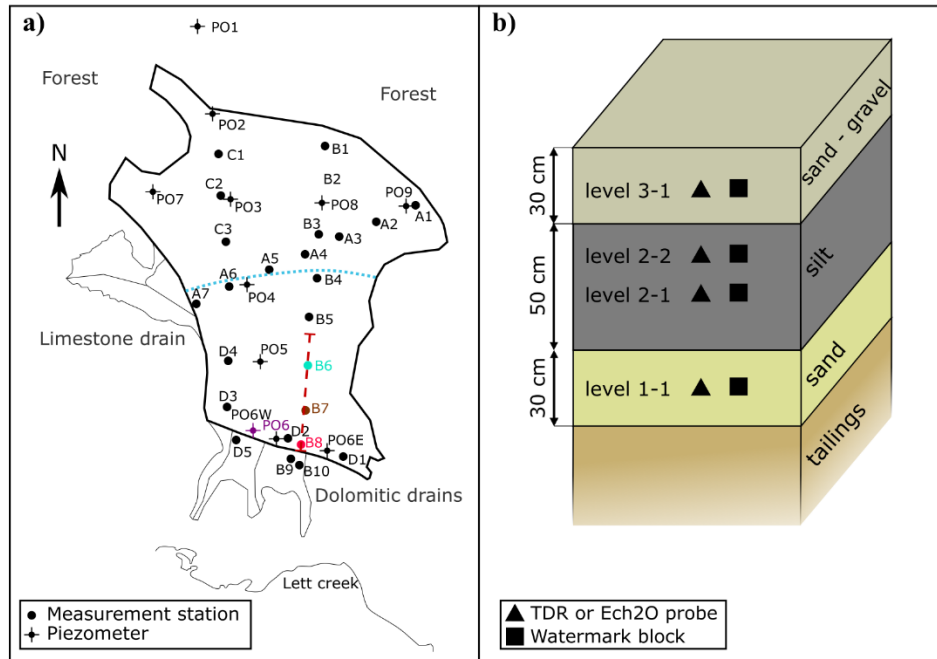 a)
PO1
Forest
Forest
N
PO2
C1
B1
C2
B2
PO7
PO3
PO8
PO9
A1
A2
B3
A3
C3
A4
A5
A6
B4
PO4
A7
B5
Limestone drain
D4
PO5
B6
D3
B7
PO6W
PO6
D2
B8
PO6E
D5
D1
B9
B10
Dolomitic drains
Lett creek
Measurement station
Piezometer
b)
30 cm
level 3-1
sand - gravel
50 cm
level 2-2
level 2-1
silt
30 cm
level 1-1
sand
tailings
TDR or Ech2O probe
Watermark block